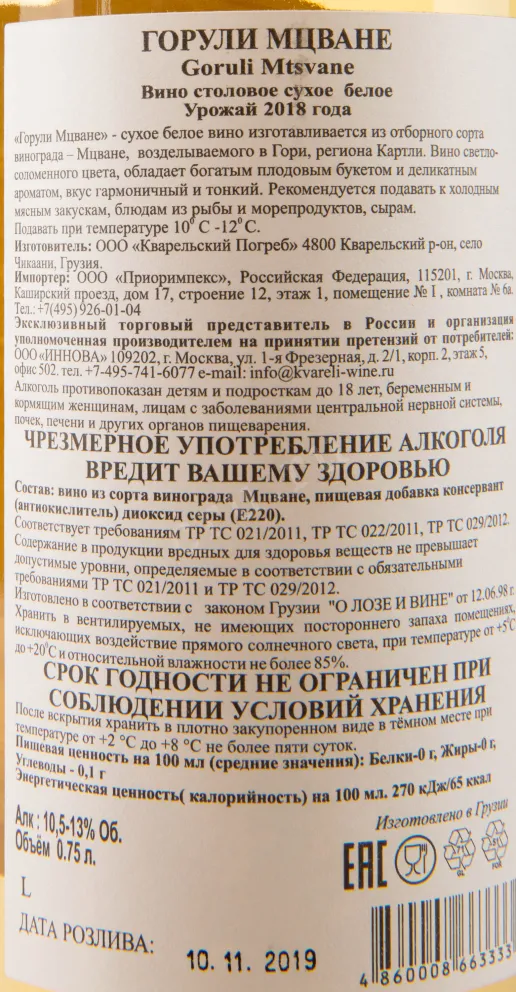 ГОРУЛИ МЦВАНЕ
Goruli Mtsvane
Вино столовое сухое белое
Урожай 2018 года
«Горули Мцване» - сухое белое вино изготавливается из отборного сорта
винограда – Мцване, возделываемого в Гори, региона Картли. Вино светло-
соломенного цвета, обладает богатым плодовым букетом и деликатным
ароматом, вкус гармоничный и тонкий. Рекомендуется подавать к холодным
мясным закускам, блюдам из рыбы и морепродуктов, сырам.
Подавать при температуре 10⁰ С -12⁰ С.
Изготовитель: ООО «Кварельский Погреб» 4800 Кварельский р-он, село
Чикаани, Грузия.
Импортер: ООО «Приоримпекс», Российская Федерация, 115201, г. Москва,
Каширский проезд, дом 17, строение 12, этаж 1, помещение № I , комната № 6а.
Тел.: +7(495) 926-01-04
Эксклюзивный торговый представитель в России и организация
уполномоченная производителем на принятии претензий от потребителей:
ООО «ИННОВА» 109202, г. Москва, ул. 1-я Фрезерная, д. 2/1, корп. 2, этаж 5,
офис 502. тел. +7-495-741-6077 e-mail: info@kvareli-wine.ru
Алкоголь противопоказан детям и подросткам до 18 лет, беременным и
кормящим женщинам, лицам с заболеваниями центральной нервной системы,
почек, печени и других органов пищеварения.
ЧРЕЗМЕРНОЕ УПОТРЕБЛЕНИЕ АЛКОГОЛЯ
ВРЕДИТ ВАШЕМУ ЗДОРОВЬЮ
Состав: вино из сорта винограда Мцване, пищевая добавка консервант
(антиокислитель) диоксид серы (Е220).
Соответствует требованиям ТР ТС 021/2011, ТР ТС 022/2011, ТР ТС 029/2012.
Содержание в продукции вредных для здоровья веществ не превышает
допустимые уровни, определяемые в соответствии с обязательными
требованиями ТР ТС 021/2011 и ТР ТС 029/2012.
Изготовлено в соответствии с законом Грузии "О ЛОЗЕ И ВИНЕ" от 12.06.98 г.
Хранить в вентилируемых, не имеющих постороннего запаха помещениях,
исключающих воздействие прямого солнечного света, при температуре от +5⁰С
до +20⁰С и относительной влажности не более 85%.
СРОК ГОДНОСТИ НЕ ОГРАНИЧЕН ПРИ
СОБЛЮДЕНИИ УСЛОВИЙ ХРАНЕНИЯ
После вскрытия хранить в плотно закупоренном виде в тёмном месте при
температуре от +2 °С до +8 °С не более пяти суток.
Пищевая ценность на 100 мл (средние значения): Белки-0 г, Жиры-0 г,
Углеводы - 0,1 г
Энергетическая ценность( калорийность) на 100 мл. 270 кДж/65 ккал
Алк : 10,5-13% Об.
Объём 0.75 л.
Изготовлено в Грузии
ЕАС
71
GL
51
FOR
L
ДАТА РОЗЛИВА:
10. 11. 2019
4 860008 663333